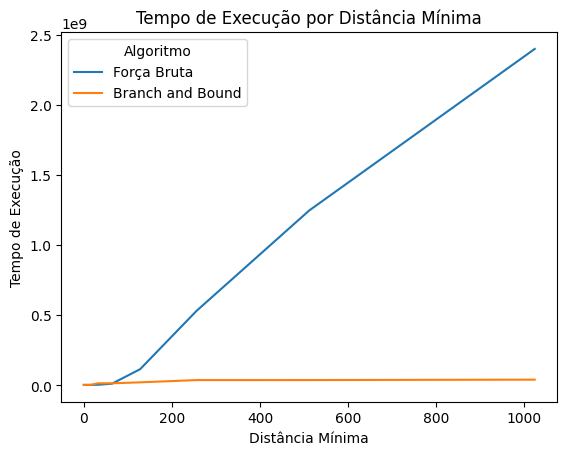 Tempo de Execução por Distância Mínima
1e9
Algoritmo
Força Bruta
Branch and Bound
2.5
2.0
1.5
1.0
0.5
0.0
Tempo de Execução
0 200 400 600 800 1000
Distância Mínima